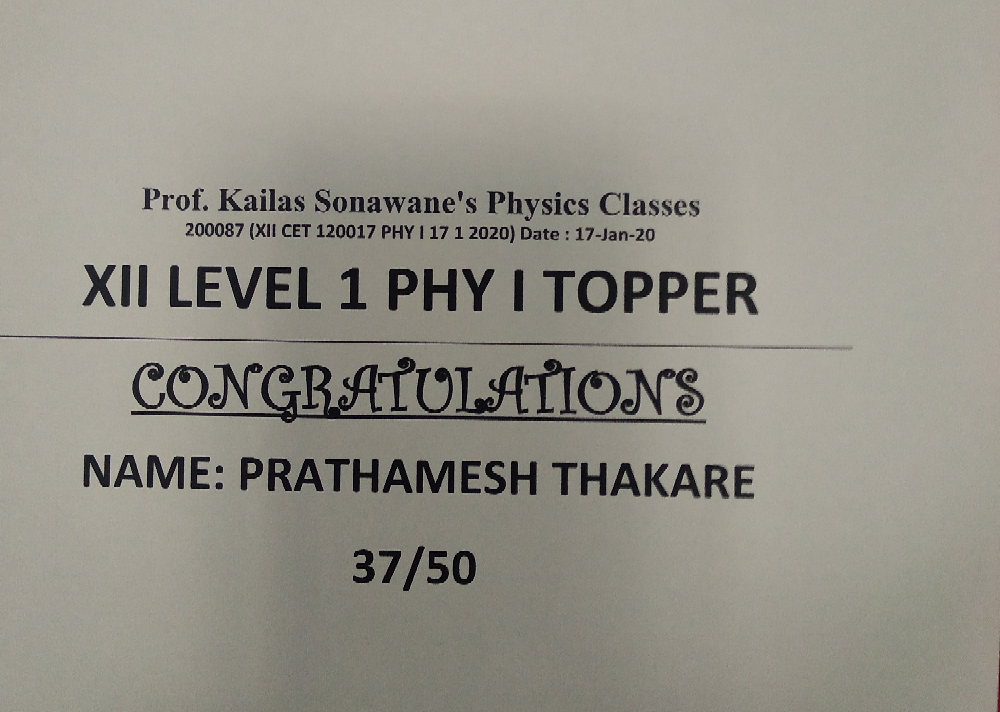 Prof. Kailas Sonawane's Physics Classes
200087 (XII CET 120017 PHY I 17 1 2020) Date : 17-Jan-20
XII LEVEL 1 PHY I TOPPER
CONGRATULATIONS
NAME: PRATHAMESH THAKARE
37/50